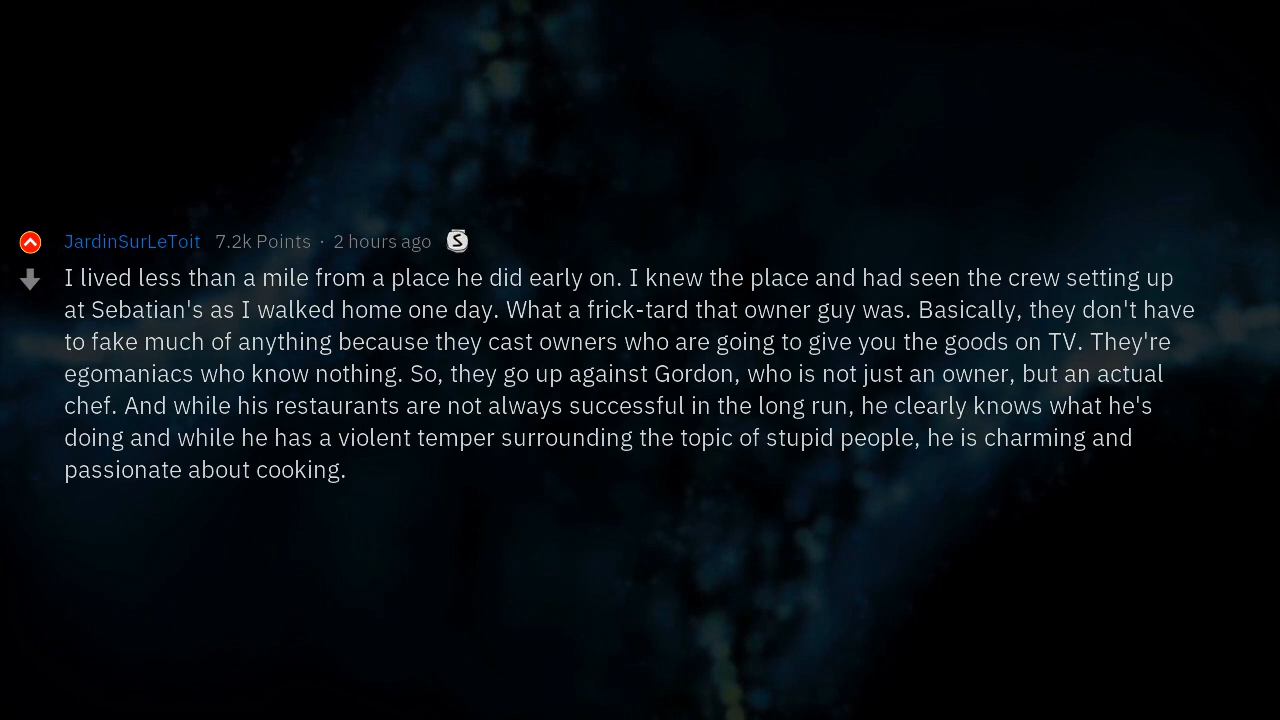 JardinSurLeToit 7.2k Points · 2 hours ago S
I lived less than a mile from a place he did early on. I knew the place and had seen the crew setting up
at Sebatian's as I walked home one day. What a frick-tard that owner guy was. Basically, they don't have
to fake much of anything because they cast owners who are going to give you the goods on TV. They're
egomaniacs who know nothing. So, they go up against Gordon, who is not just an owner, but an actual
chef. And while his restaurants are not always successful in the long run, he clearly knows what he's
doing and while he has a violent temper surrounding the topic of stupid people, he is charming and
passionate about cooking.